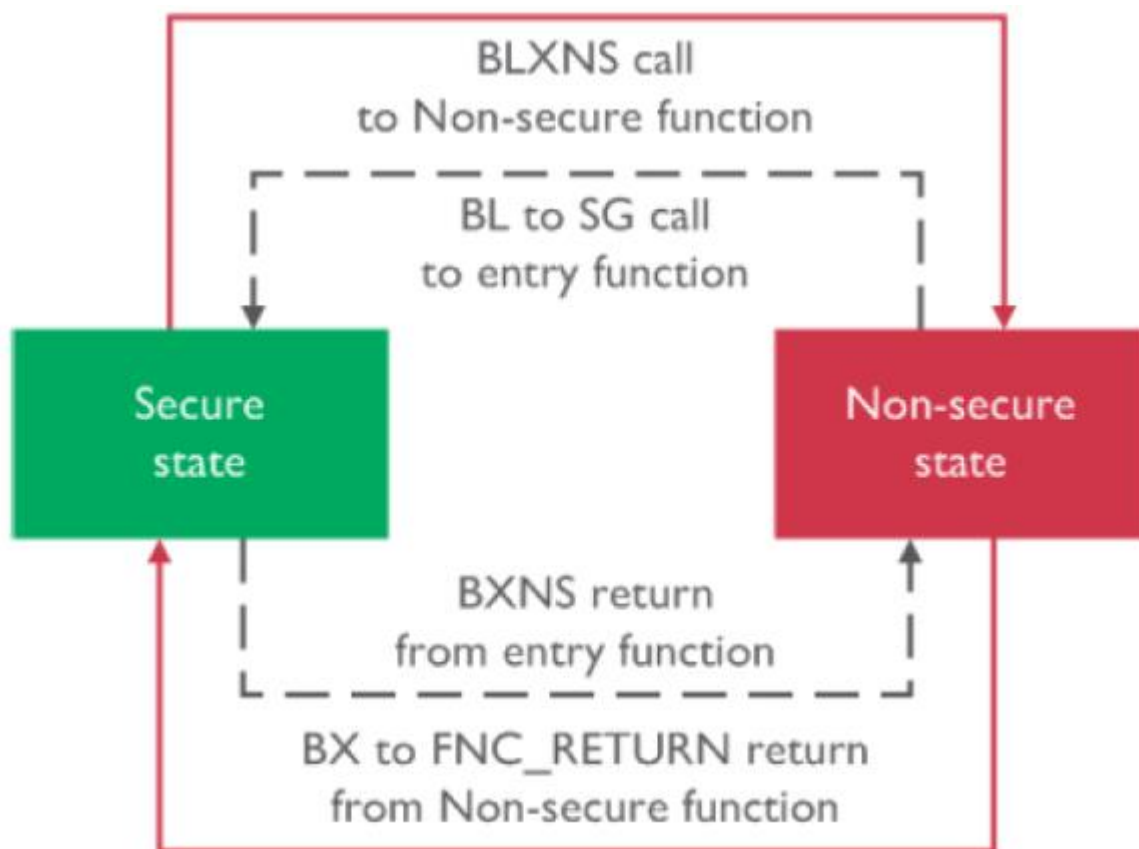 BLXNS call
to Non-secure function
BL to SG call
to entry function
Secure
state
Non-secure
state
BXNS return
from entry function
BX to FNC_RETURN return
from Non-secure function